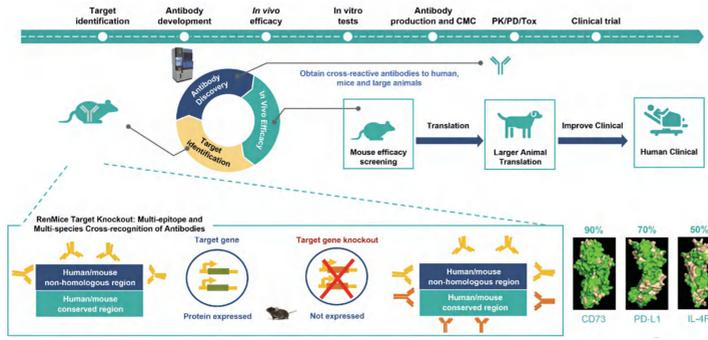 Target
identification
Antibody
development
In vivo
efficacy
In vitro
tests
Antibody
production and CMC
PK/PD/Tox
Clinical trial
Obtain cross-reactive antibodies to human,
mice and large animals
Antibody
Discovery
In Vivo Efficacy
Target
identification
Mouse efficacy
screening
Translation
Larger Animal
Translation
Improve Clinical
Human Clinical
RenMice Target Knockout: Multi-epitope and
Multi-species Cross-recognition of Antibodies
Human/mouse
non-homologous region
Human/mouse
conserved region
Target gene
Protein expressed
Target gene knockout
Not expressed
Human/mouse
non-homologous region
Human/mouse
conserved region
90%
70%
50%
CD73
PD-L1
IL-4R